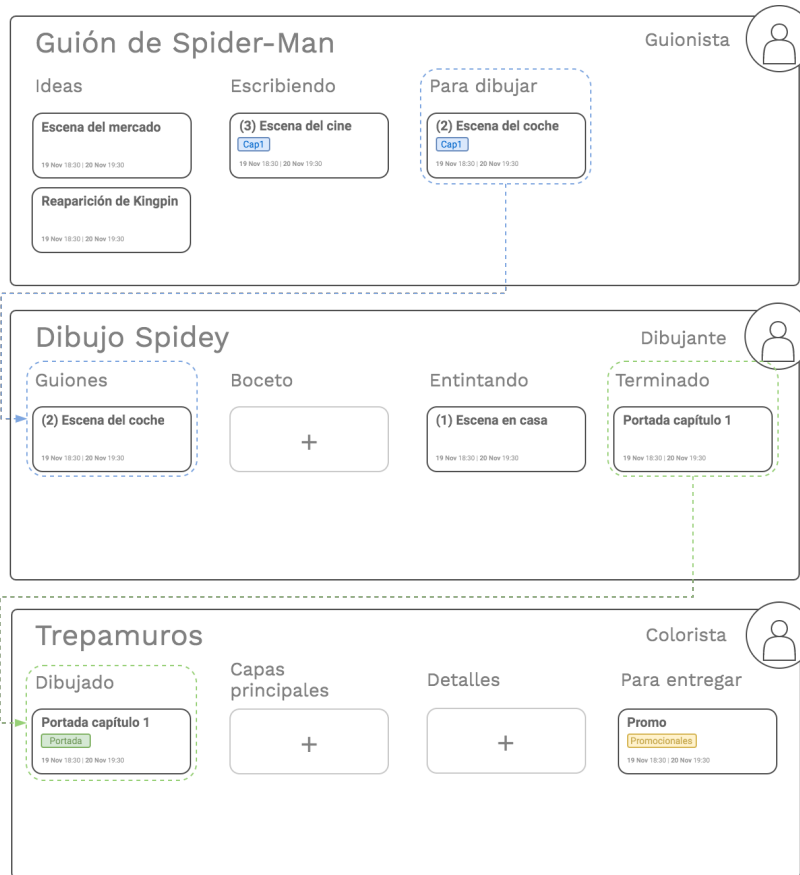 Guión de Spider-Man
Guionista
Ideas
Escribiendo
Para dibujar
Escena del mercado
19 Nov 18:30 | 20 Nov 19:30
(3) Escena del cine
Cap1
19 Nov 18:30 | 20 Nov 19:30
(2) Escena del coche
Cap1
19 Nov 18:30 | 20 Nov 19:30
Reaparición de Kingpin
19 Nov 18:30 | 20 Nov 19:30
Dibujo Spidey
Dibujante
Guiones
Boceto
Entintando
Terminado
(2) Escena del coche
19 Nov 18:30 | 20 Nov 19:30
+
(1) Escena en casa
19 Nov 18:30 | 20 Nov 19:30
Portada capítulo 1
19 Nov 18:30 | 20 Nov 19:30
Trepamuros
Colorista
Dibujado
Capas
principales
Detalles
Para entregar
Portada capítulo 1
Portada
19 Nov 18:30 | 20 Nov 19:30
+
+
Promo
Promocionales
19 Nov 18:30 | 20 Nov 19:30